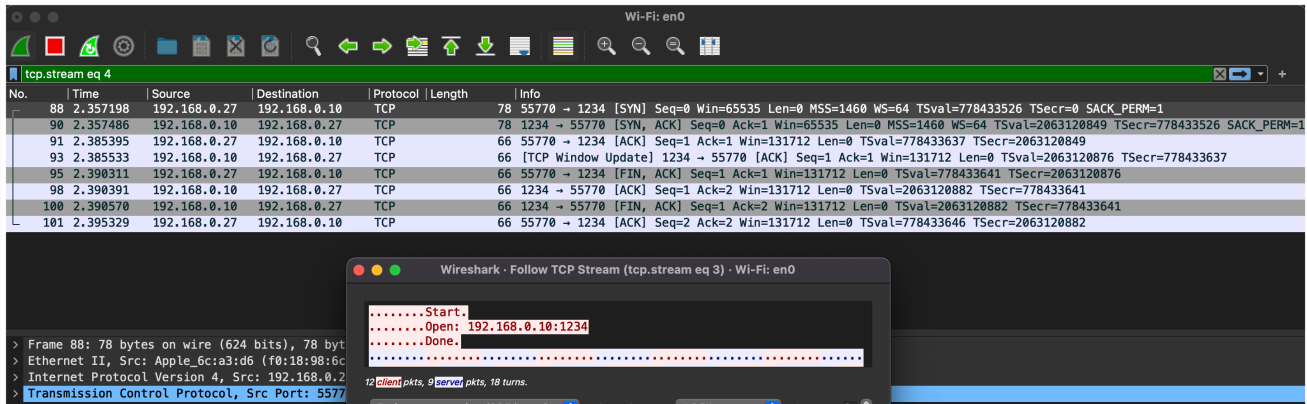 Wi-Fi: en0
tcp.stream eq 4
No. Time Source Destination Protocol Length Info
88 2.357198 192.168.0.27 192.168.0.10 TCP 78 55770 → 1234 [SYN] Seq=0 Win=65535 Len=0 MSS=1460 WS=64 TSval=778433526 TSecr=0 SACK_PERM=1
90 2.357486 192.168.0.10 192.168.0.27 TCP 78 1234 → 55770 [SYN, ACK] Seq=0 Ack=1 Win=65535 Len=0 MSS=1460 WS=64 TSval=2063120849 TSecr=778433526 SACK_PERM=1
91 2.385395 192.168.0.27 192.168.0.10 TCP 66 55770 → 1234 [ACK] Seq=1 Ack=1 Win=131712 Len=0 TSval=778433637 TSecr=2063120849
93 2.385533 192.168.0.10 192.168.0.27 TCP 66 [TCP Window Update] 1234 → 55770 [ACK] Seq=1 Ack=1 Win=131712 Len=0 TSval=2063120876 TSecr=778433637
95 2.390311 192.168.0.27 192.168.0.10 TCP 66 55770 → 1234 [FIN, ACK] Seq=1 Ack=1 Win=131712 Len=0 TSval=778433641 TSecr=2063120876
98 2.390391 192.168.0.10 192.168.0.27 TCP 66 1234 → 55770 [ACK] Seq=1 Ack=2 Win=131712 Len=0 TSval=2063120882 TSecr=778433641
100 2.390570 192.168.0.10 192.168.0.27 TCP 66 1234 → 55770 [FIN, ACK] Seq=1 Ack=2 Win=131712 Len=0 TSval=2063120882 TSecr=778433641
101 2.395329 192.168.0.27 192.168.0.10 TCP 66 55770 → 1234 [ACK] Seq=2 Ack=2 Win=131712 Len=0 TSval=778433646 TSecr=2063120882
Wireshark · Follow TCP Stream (tcp.stream eq 3) · Wi-Fi: en0
........Start.
........Open: 192.168.0.10:1234
........Done.
........................................................................
12 client pkts, 9 server pkts, 18 turns.
Frame 88: 78 bytes on wire (624 bits), 78 byt
Ethernet II, Src: Apple_6c:a3:d6 (f0:18:98:6c
Internet Protocol Version 4, Src: 192.168.0.2
Transmission Control Protocol, Src Port: 5577